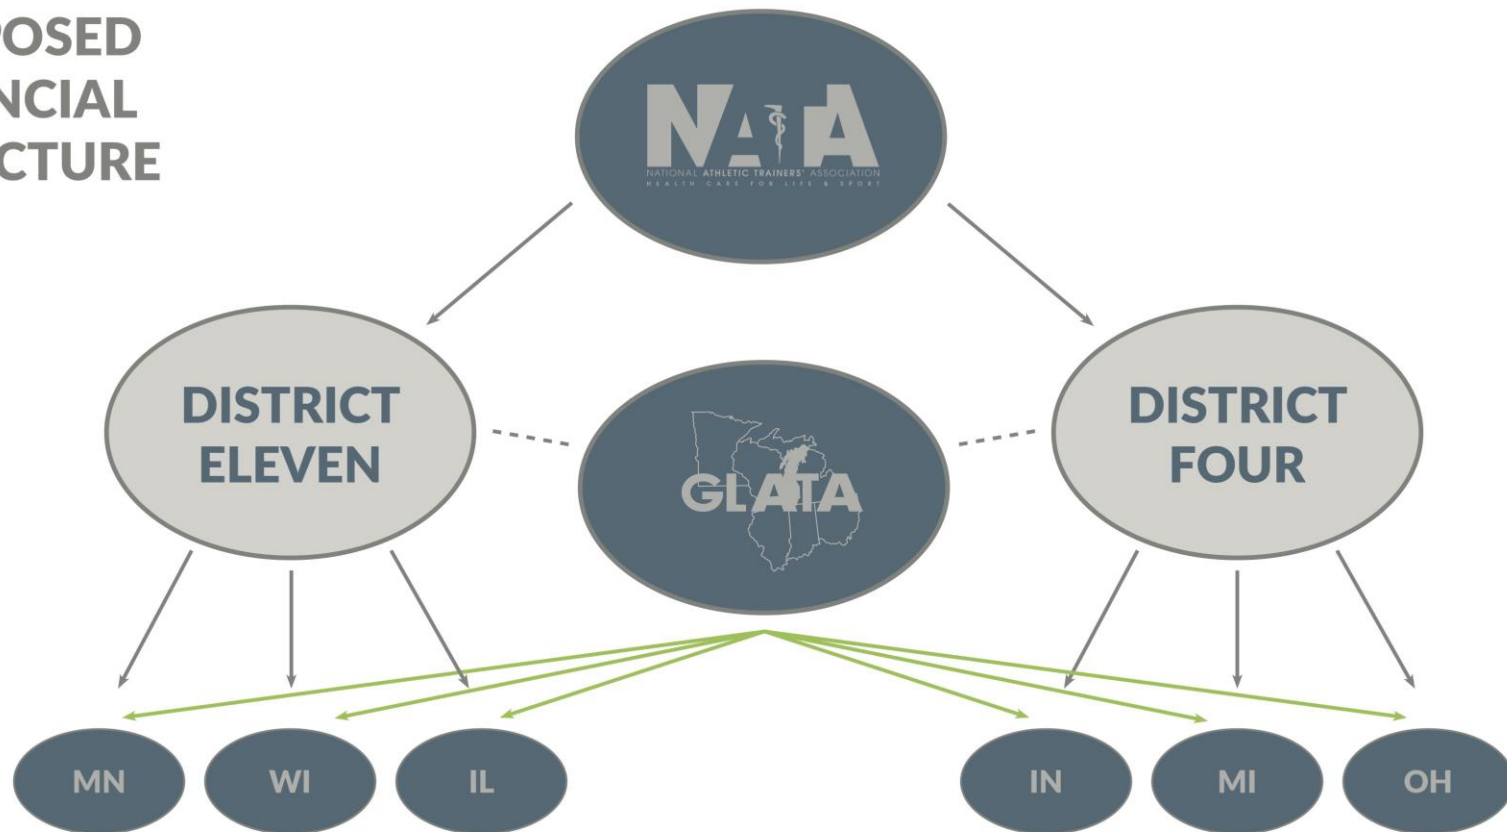 POSED
NCIAL
CTURE
NATA
NATIONAL ATHLETIC TRAINERS' ASSOCIATION
HEALTH CARE FOR LIFE & SPORT
DISTRICT
ELEVEN
GLATA
DISTRICT
FOUR
MN
WI
IL
IN
MI
OH